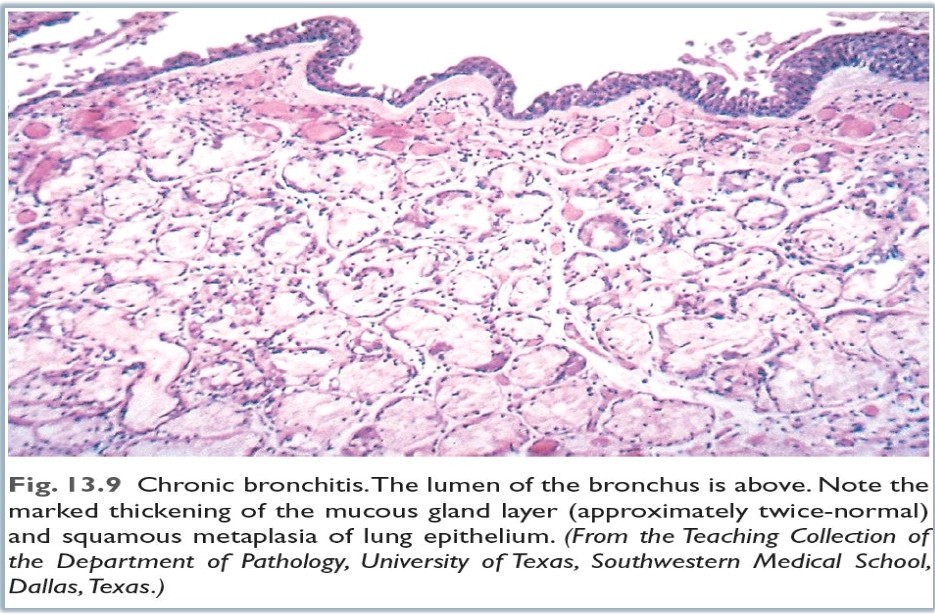 Fig. 13.9 Chronic bronchitis. The lumen of the bronchus is above. Note the
marked thickening of the mucous gland layer (approximately twice-normal)
and squamous metaplasia of lung epithelium. (From the Teaching Collection of
the Department of Pathology, University of Texas, Southwestern Medical School,
Dallas, Texas.)